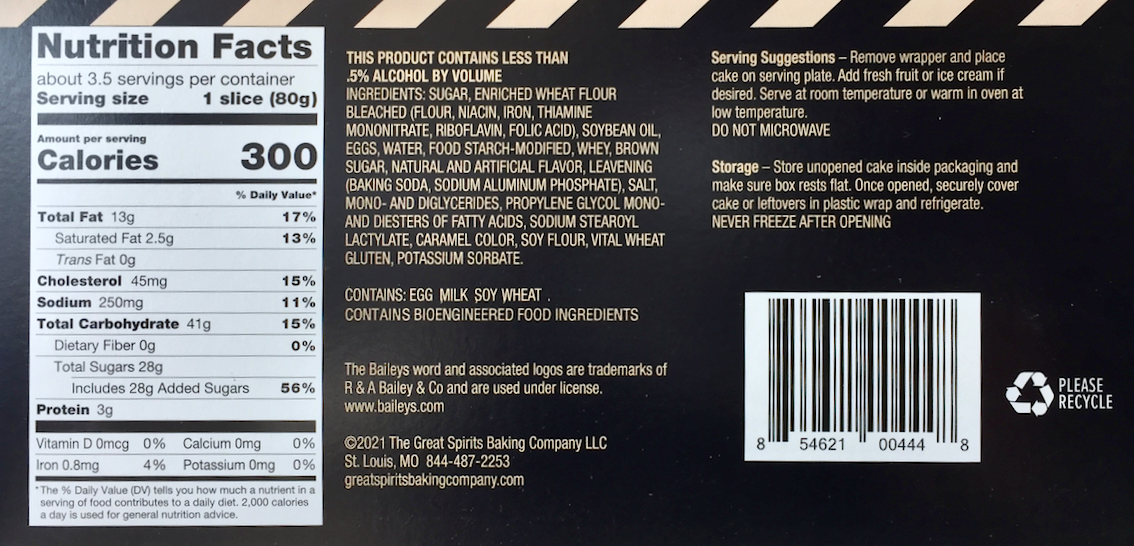 Nutrition Facts
about 3.5 servings per container
Serving size 1 slice (80g)
Amount per serving
Calories 300
% Daily Value*
Total Fat 13g 17%
Saturated Fat 2.5g 13%
Trans Fat 0g
Cholesterol 45mg 15%
Sodium 250mg 11%
Total Carbohydrate 41g 15%
Dietary Fiber 0g 0%
Total Sugars 28g
Includes 28g Added Sugars 56%
Protein 3g
Vitamin D 0mcg 0% Calcium 0mg 0%
Iron 0.8mg 4% Potassium 0mg 0%
*The % Daily Value (DV) tells you how much a nutrient in a
serving of food contributes to a daily diet. 2,000 calories
a day is used for general nutrition advice.
THIS PRODUCT CONTAINS LESS THAN
.5% ALCOHOL BY VOLUME
INGREDIENTS: SUGAR, ENRICHED WHEAT FLOUR
BLEACHED (FLOUR, NIACIN, IRON, THIAMINE
MONONITRATE, RIBOFLAVIN, FOLIC ACID), SOYBEAN OIL,
EGGS, WATER, FOOD STARCH-MODIFIED, WHEY, BROWN
SUGAR, NATURAL AND ARTIFICIAL FLAVOR, LEAVENING
(BAKING SODA, SODIUM ALUMINUM PHOSPHATE), SALT,
MONO- AND DIGLYCERIDES, PROPYLENE GLYCOL MONO-
AND DIESTERS OF FATTY ACIDS, SODIUM STEAROYL
LACTYLATE, CARAMEL COLOR, SOY FLOUR, VITAL WHEAT
GLUTEN, POTASSIUM SORBATE.
CONTAINS: EGG MILK SOY WHEAT .
CONTAINS BIOENGINEERED FOOD INGREDIENTS
The Baileys word and associated logos are trademarks of
R & A Bailey & Co and are used under license.
www.baileys.com
©2021 The Great Spirits Baking Company LLC
St. Louis, MO 844-487-2253
greatspiritsbakingcompany.com
Serving Suggestions – Remove wrapper and place
cake on serving plate. Add fresh fruit or ice cream if
desired. Serve at room temperature or warm in oven at
low temperature.
DO NOT MICROWAVE
Storage – Store unopened cake inside packaging and
make sure box rests flat. Once opened, securely cover
cake or leftovers in plastic wrap and refrigerate.
NEVER FREEZE AFTER OPENING
8 54621 00444 8
PLEASE
RECYCLE